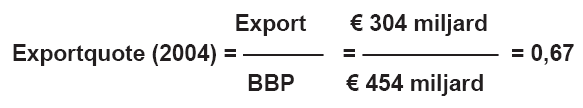 Export € 304 miljard
Exportquote (2004) = = = 0,67
BBP € 454 miljard